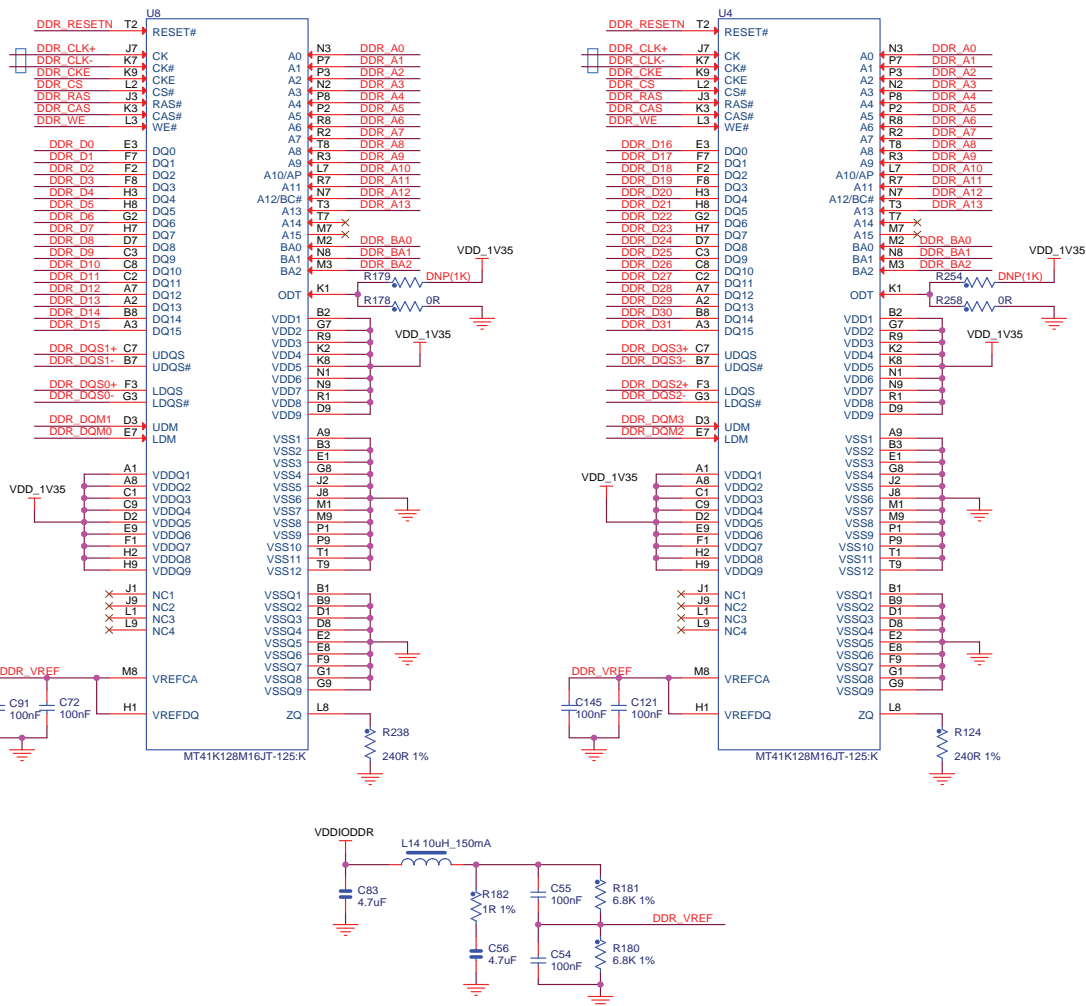 U8
DDR_RESETN T2 RESET#
DDR_CLK+ J7 CK
DDR_CLK- K7 CK#
DDR_CKE K9 CKE
DDR_CS L2 CS#
DDR_RAS J3 RAS#
DDR_CAS K3 CAS#
DDR_WE L3 WE#
DDR_D0 E3 DQ0
DDR_D1 F7 DQ1
DDR_D2 F2 DQ2
DDR_D3 F8 DQ3
DDR_D4 H3 DQ4
DDR_D5 H8 DQ5
DDR_D6 G2 DQ6
DDR_D7 H7 DQ7
DDR_D8 D7 DQ8
DDR_D9 C3 DQ9
DDR_D10 C8 DQ10
DDR_D11 C2 DQ11
DDR_D12 A7 DQ12
DDR_D13 A2 DQ13
DDR_D14 B8 DQ14
DDR_D15 A3 DQ15
DDR_DQS1+ C7 UDQS
DDR_DQS1- B7 UDQS#
DDR_DQS0+ F3 LDQS
DDR_DQS0- G3 LDQS#
DDR_DQM1 D3 UDM
DDR_DQM0 E7 LDM
VDD_1V35
A1 VDDQ1
A8 VDDQ2
C1 VDDQ3
C9 VDDQ4
D2 VDDQ5
E9 VDDQ6
F1 VDDQ7
H2 VDDQ8
H9 VDDQ9
J1 NC1
J9 NC2
L1 NC3
L9 NC4
DDR_VREF M8 VREFCA
H1 VREFDQ
C91
100nF
C72
100nF
A0 N3 DDR_A0
A1 P7 DDR_A1
A2 P3 DDR_A2
A3 N2 DDR_A3
A4 P8 DDR_A4
A5 P2 DDR_A5
A6 R8 DDR_A6
A7 R2 DDR_A7
A8 T8 DDR_A8
A9 R3 DDR_A9
A10/AP L7 DDR_A10
A11 R7 DDR_A11
A12/BC# N7 DDR_A12
A13 T3 DDR_A13
A14 T7
A15 M7
BA0 M2 DDR_BA0
BA1 N8 DDR_BA1
BA2 M3 DDR_BA2
VDD_1V35
R179 DNP(1K)
ODT K1
R178 0R
VDD1 B2
VDD2 G7
VDD3 R9
VDD4 K2
VDD5 K8
VDD6 N1
VDD7 N9
VDD8 R1
VDD9 D9
VDD_1V35
VSS1 A9
VSS2 B3
VSS3 E1
VSS4 G8
VSS5 J2
VSS6 J8
VSS7 M1
VSS8 M9
VSS9 P1
VSS10 P9
VSS11 T1
VSS12 T9
VSSQ1 B1
VSSQ2 B9
VSSQ3 D1
VSSQ4 D8
VSSQ5 E2
VSSQ6 E8
VSSQ7 F9
VSSQ8 G1
VSSQ9 G9
ZQ L8
R238
240R 1%
MT41K128M16JT-125:K
U4
DDR_RESETN T2 RESET#
DDR_CLK+ J7 CK
DDR_CLK- K7 CK#
DDR_CKE K9 CKE
DDR_CS L2 CS#
DDR_RAS J3 RAS#
DDR_CAS K3 CAS#
DDR_WE L3 WE#
DDR_D16 E3 DQ0
DDR_D17 F7 DQ1
DDR_D18 F2 DQ2
DDR_D19 F8 DQ3
DDR_D20 H3 DQ4
DDR_D21 H8 DQ5
DDR_D22 G2 DQ6
DDR_D23 H7 DQ7
DDR_D24 D7 DQ8
DDR_D25 C3 DQ9
DDR_D26 C8 DQ10
DDR_D27 C2 DQ11
DDR_D28 A7 DQ12
DDR_D29 A2 DQ13
DDR_D30 B8 DQ14
DDR_D31 A3 DQ15
DDR_DQS3+ C7 UDQS
DDR_DQS3- B7 UDQS#
DDR_DQS2+ F3 LDQS
DDR_DQS2- G3 LDQS#
DDR_DQM3 D3 UDM
DDR_DQM2 E7 LDM
VDD_1V35
A1 VDDQ1
A8 VDDQ2
C1 VDDQ3
C9 VDDQ4
D2 VDDQ5
E9 VDDQ6
F1 VDDQ7
H2 VDDQ8
H9 VDDQ9
J1 NC1
J9 NC2
L1 NC3
L9 NC4
DDR_VREF M8 VREFCA
H1 VREFDQ
C145
100nF
C121
100nF
A0 N3 DDR_A0
A1 P7 DDR_A1
A2 P3 DDR_A2
A3 N2 DDR_A3
A4 P8 DDR_A4
A5 P2 DDR_A5
A6 R8 DDR_A6
A7 R2 DDR_A7
A8 T8 DDR_A8
A9 R3 DDR_A9
A10/AP L7 DDR_A10
A11 R7 DDR_A11
A12/BC# N7 DDR_A12
A13 T3 DDR_A13
A14 T7
A15 M7
BA0 M2 DDR_BA0
BA1 N8 DDR_BA1
BA2 M3 DDR_BA2
VDD_1V35
R254 DNP(1K)
ODT K1
R258 0R
VDD1 B2
VDD2 G7
VDD3 R9
VDD4 K2
VDD5 K8
VDD6 N1
VDD7 N9
VDD8 R1
VDD9 D9
VDD_1V35
VSS1 A9
VSS2 B3
VSS3 E1
VSS4 G8
VSS5 J2
VSS6 J8
VSS7 M1
VSS8 M9
VSS9 P1
VSS10 P9
VSS11 T1
VSS12 T9
VSSQ1 B1
VSSQ2 B9
VSSQ3 D1
VSSQ4 D8
VSSQ5 E2
VSSQ6 E8
VSSQ7 F9
VSSQ8 G1
VSSQ9 G9
ZQ L8
R124
240R 1%
MT41K128M16JT-125:K
VDDIODDR
L14 10uH_150mA
C83
4.7uF
R182
1R 1%
C56
4.7uF
C55
100nF
R181
6.8K 1%
DDR_VREF
C54
100nF
R180
6.8K 1%